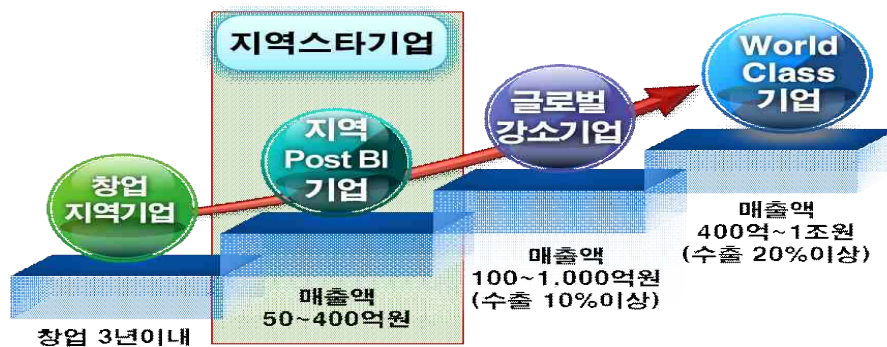 지역스타기업
창업
지역기업
지역
Post BI
기업
글로벌
강소기업
World
Class
기업
창업 3년이내
매출액
50~400억원
매출액
100~1.000억원
(수출 10%이상)
매출액
400억~1조원
(수출 20%이상)